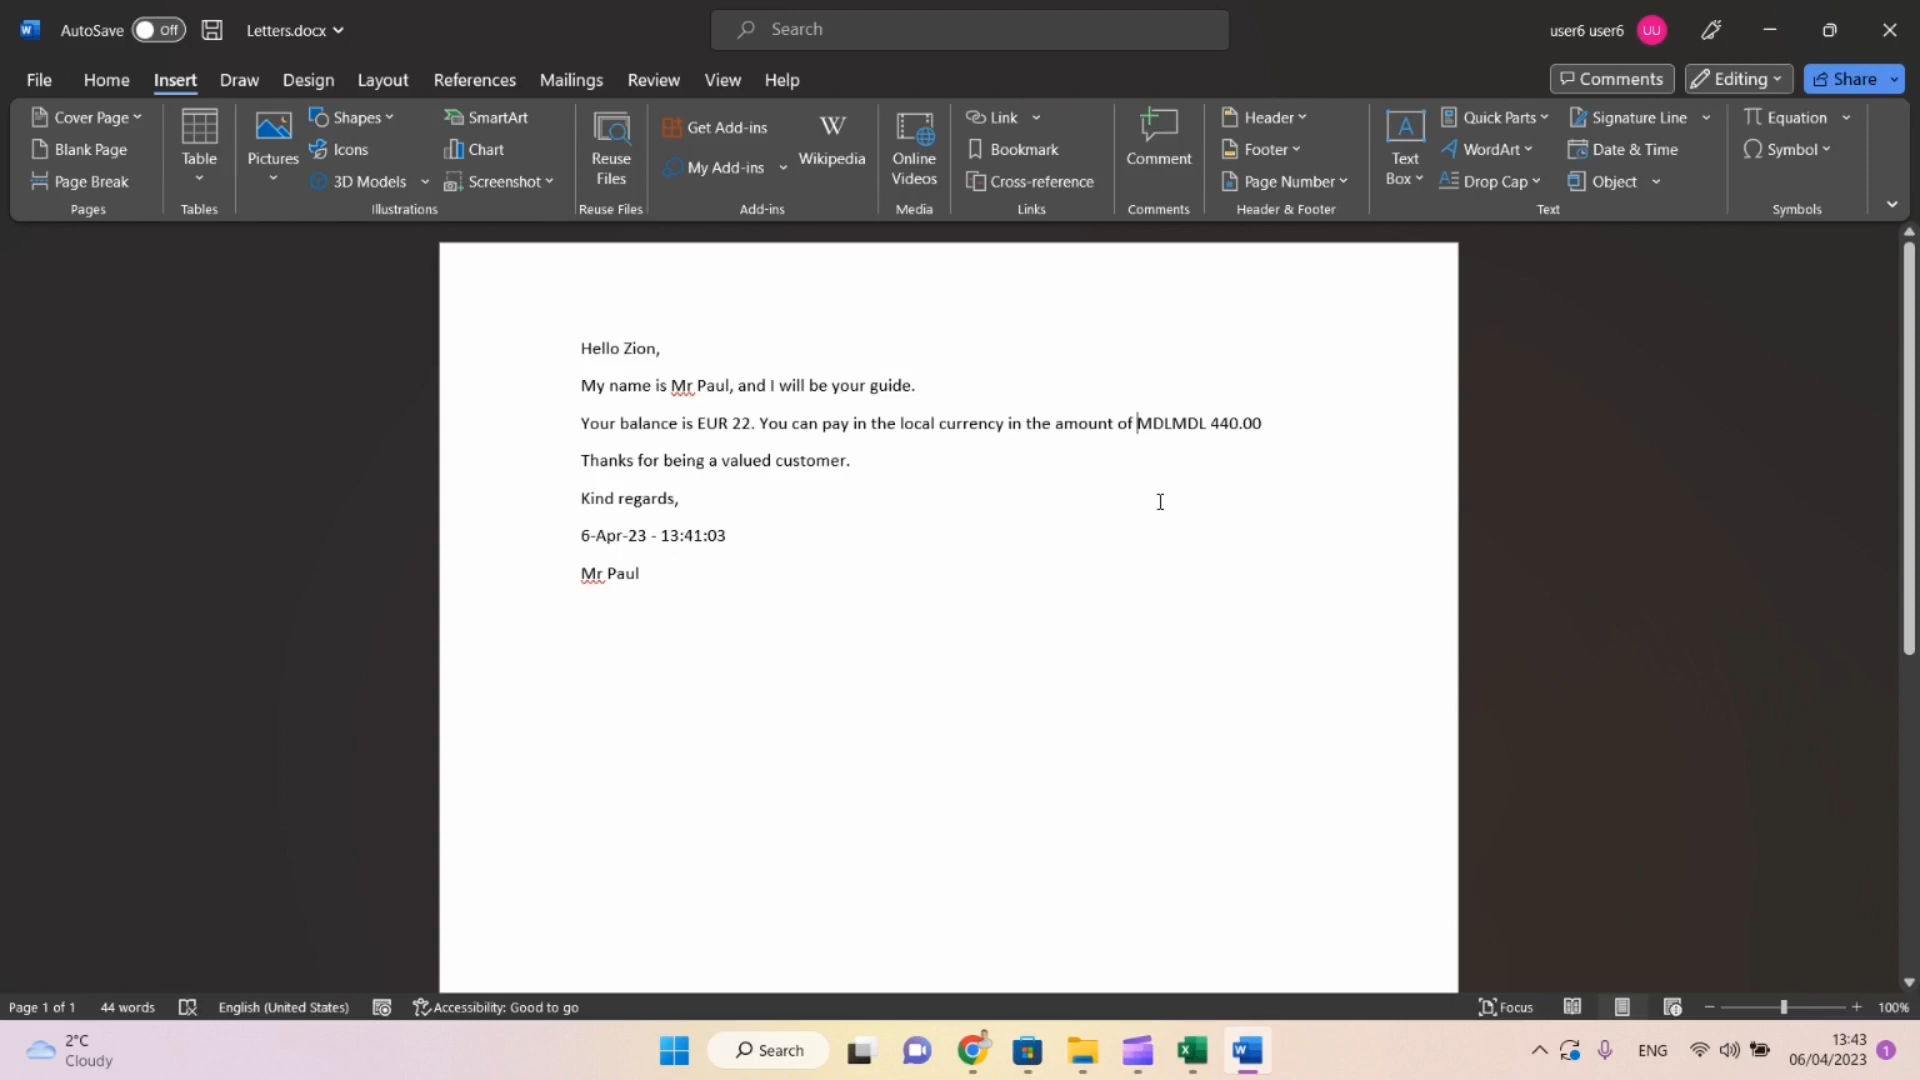 AutoSave Off Letters.docx Search user6 user6 UU
File Home Insert Draw Design Layout References Mailings Review View Help Comments Editing Share
Cover Page
Blank Page
Page Break
Pages
Table
Tables
Pictures
Shapes
Icons
3D Models
SmartArt
Chart
Screenshot
Illustrations
Reuse
Files
Reuse Files
Get Add-ins
My Add-ins
W
Wikipedia
Add-ins
Online
Videos
Media
Link
Bookmark
Cross-reference
Links
Comment
Comments
Header
Footer
Page Number
Header & Footer
Text
Box
Quick Parts
WordArt
Drop Cap
Signature Line
Date & Time
Object
Text
Equation
Symbol
Symbols
Hello Zion,
My name is Mr Paul, and I will be your guide.
Your balance is EUR 22. You can pay in the local currency in the amount of MDLMDL 440.00
Thanks for being a valued customer.
Kind regards,
6-Apr-23 - 13:41:03
Mr Paul
Page 1 of 1 44 words English (United States) Accessibility: Good to go Focus 100%
2°C
Cloudy
Search
ENG
13:43
06/04/2023
1